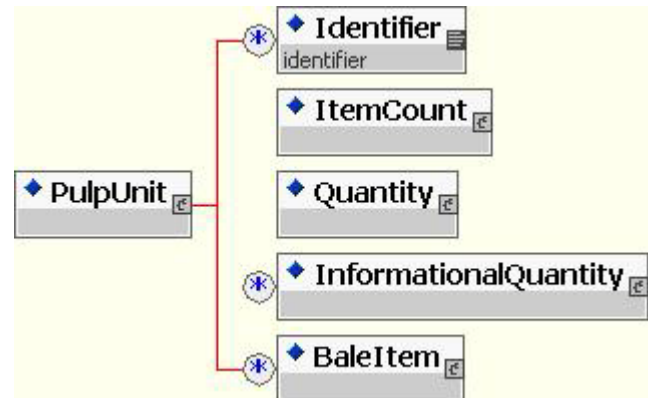 Identifier
identifier
ItemCount
PulpUnit
Quantity
InformationalQuantity
BaleItem